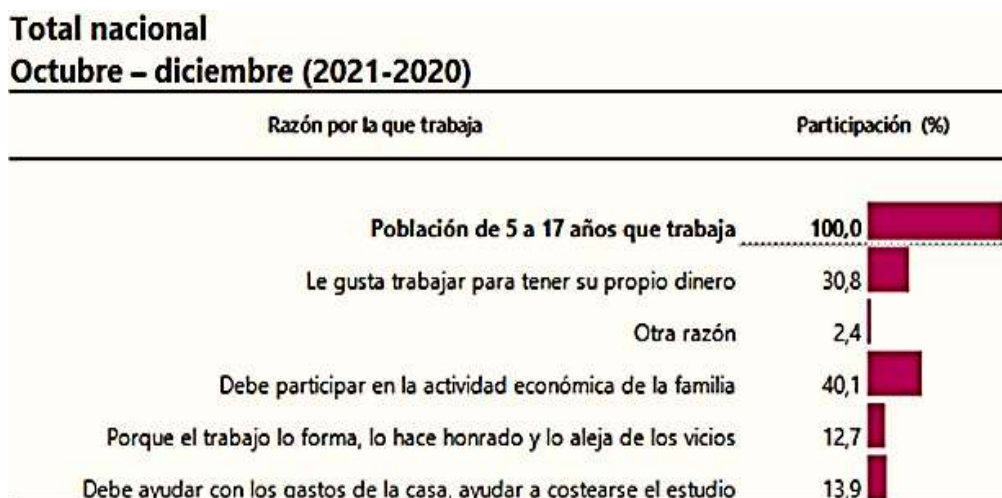 Total nacional
Octubre – diciembre (2021-2020)
Razón por la que trabaja Participación (%)
Población de 5 a 17 años que trabaja 100,0
Le gusta trabajar para tener su propio dinero 30,8
Otra razón 2,4
Debe participar en la actividad económica de la familia 40,1
Porque el trabajo lo forma, lo hace honrado y lo aleja de los vicios 12,7
Debe ayudar con los gastos de la casa, ayudar a costearse el estudio 13,9